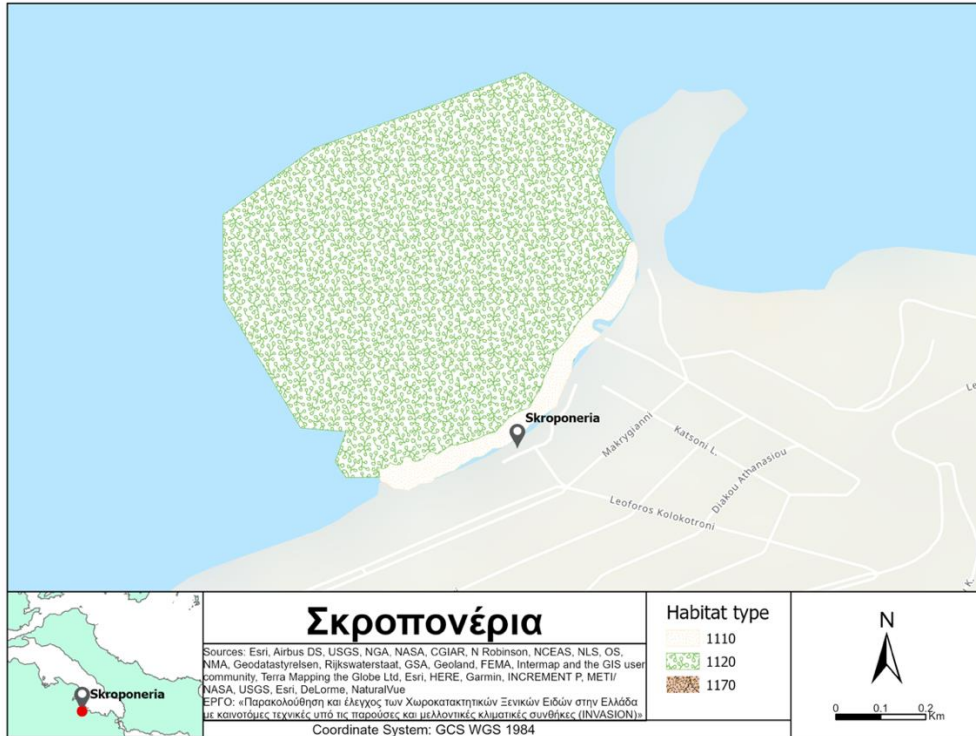 Skroponeria
Makrygianni
Katsoni L.
Diakou Athanasiou
Leoforos Kolokotroni
Le
K.
Σκροπονέρια
Sources: Esri, Airbus DS, USGS, NGA, NASA, CGIAR, N Robinson, NCEAS, NLS, OS,
NMA, Geodatastyrelsen, Rijkswaterstaat, GSA, Geoland, FEMA, Intermap and the GIS user
community, Terra Mapping the Globe Ltd, Esri, HERE, Garmin, INCREMENT P, METI/
NASA, USGS, Esri, DeLorme, NaturalVue
ΕΡΓΟ: «Παρακολούθηση και έλεγχος των Χωροκατακτητικών Ξενικών Ειδών στην Ελλάδα
με καινοτόμες τεχνικές υπό τις παρούσες και μελλοντικές κλιματικές συνθήκες (INVASION)»
Coordinate System: GCS WGS 1984
Skroponeria
Habitat type
1110
1120
1170
N
0 0.1 0.2
Km